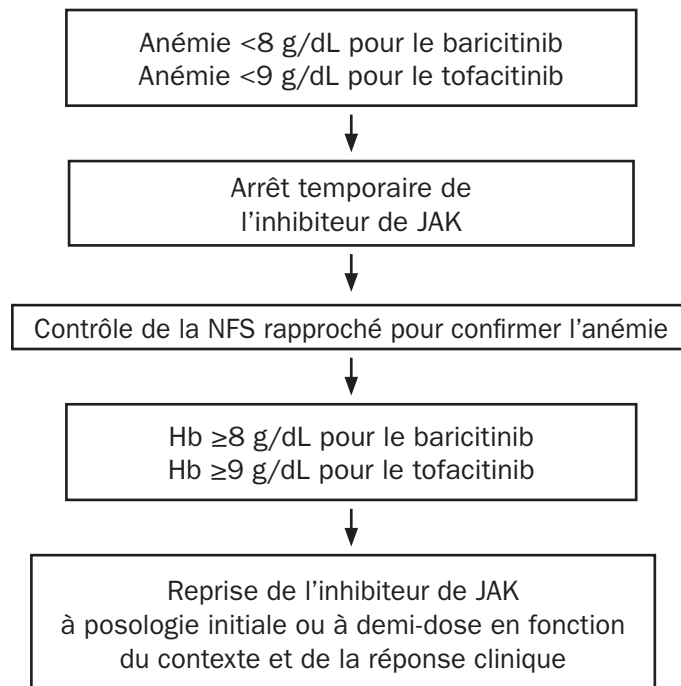 Anémie <8 g/dL pour le baricitinib
Anémie <9 g/dL pour le tofacitinib
Arrêt temporaire de
l’inhibiteur de JAK
Contrôle de la NFS rapproché pour confirmer l’anémie
Hb ≥8 g/dL pour le baricitinib
Hb ≥9 g/dL pour le tofacitinib
Reprise de l’inhibiteur de JAK
à posologie initiale ou à demi-dose en fonction
du contexte et de la réponse clinique